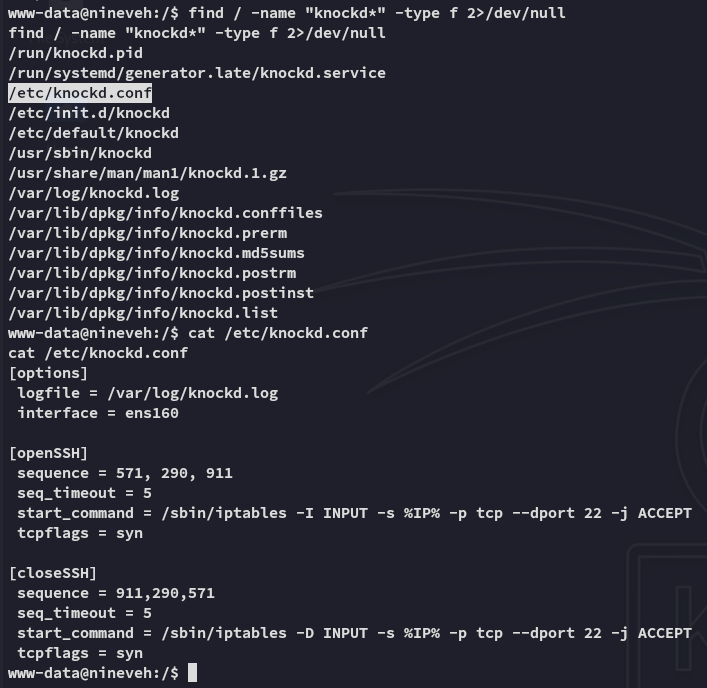 www-data@nineveh:/$ find / -name "knockd*" -type f 2>/dev/null
find / -name "knockd*" -type f 2>/dev/null
/run/knockd.pid
/run/systemd/generator.late/knockd.service
/etc/knockd.conf
/etc/init.d/knockd
/etc/default/knockd
/usr/sbin/knockd
/usr/share/man/man1/knockd.1.gz
/var/log/knockd.log
/var/lib/dpkg/info/knockd.conffiles
/var/lib/dpkg/info/knockd.prerm
/var/lib/dpkg/info/knockd.md5sums
/var/lib/dpkg/info/knockd.postrm
/var/lib/dpkg/info/knockd.postinst
/var/lib/dpkg/info/knockd.list
www-data@nineveh:/$ cat /etc/knockd.conf
cat /etc/knockd.conf
[options]
 logfile = /var/log/knockd.log
 interface = ens160

[openSSH]
 sequence = 571, 290, 911
 seq_timeout = 5
 start_command = /sbin/iptables -I INPUT -s %IP% -p tcp --dport 22 -j ACCEPT
 tcpflags = syn

[closeSSH]
 sequence = 911,290,571
 seq_timeout = 5
 start_command = /sbin/iptables -D INPUT -s %IP% -p tcp --dport 22 -j ACCEPT
 tcpflags = syn
www-data@nineveh:/$